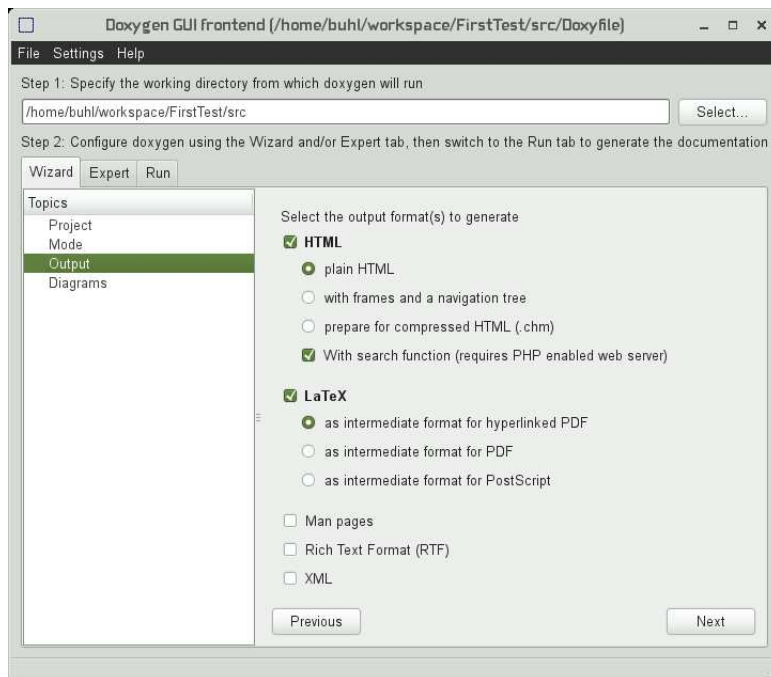 Doxygen GUI frontend (/home/buhl/workspace/FirstTest/src/Doxyfile)
File Settings Help
Step 1: Specify the working directory from which doxygen will run
/home/buhl/workspace/FirstTest/src
Select...
Step 2: Configure doxygen using the Wizard and/or Expert tab, then switch to the Run tab to generate the documentation
Wizard Expert Run
Topics
Project
Mode
Output
Diagrams
Select the output format(s) to generate
HTML
plain HTML
with frames and a navigation tree
prepare for compressed HTML (.chm)
With search function (requires PHP enabled web server)
LaTeX
as intermediate format for hyperlinked PDF
as intermediate format for PDF
as intermediate format for PostScript
Man pages
Rich Text Format (RTF)
XML
Previous Next